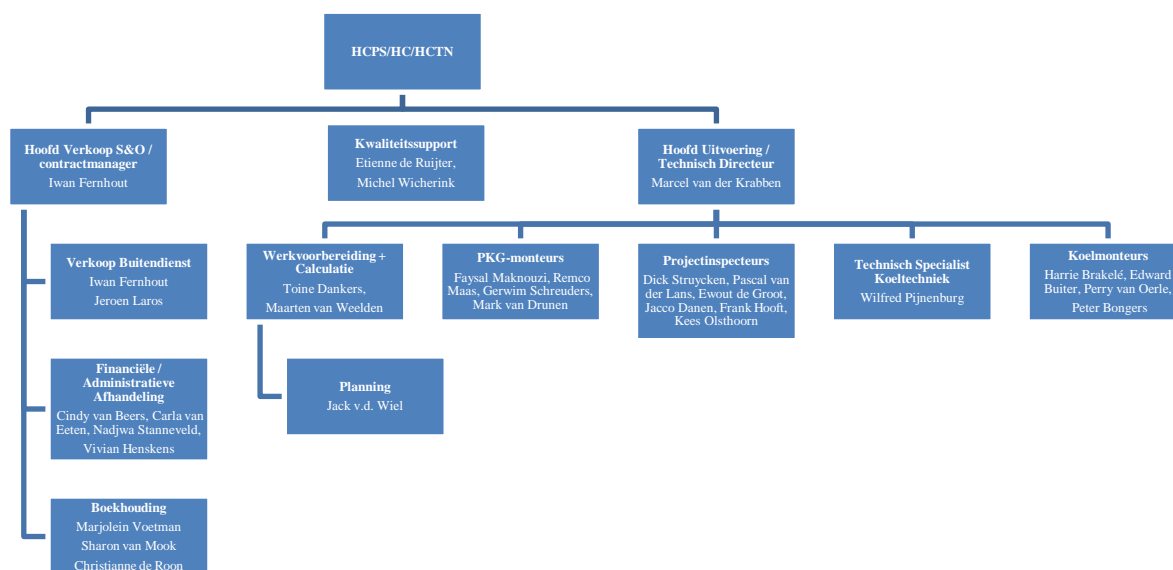 HCPS/HC/HCTN
Hoofd Verkoop S&O /
contractmanager
Iwan Fernhout
Kwaliteitssupport
Etienne de Ruijter,
Michel Wicherink
Hoofd Uitvoering /
Technisch Directeur
Marcel van der Krabben
Verkoop Buitendienst
Iwan Fernhout
Jeroen Laros
Werkvoorbereiding +
Calculatie
Toine Dankers,
Maarten van Weelden
PKG-monteurs
Faysal Maknouzi, Remco
Maas, Gerwim Schreuders,
Mark van Drunen
Projectinspecteurs
Dick Struycken, Pascal van
der Lans, Ewout de Groot,
Jacco Danen, Frank Hooft,
Kees Olsthoorn
Technisch Specialist
Koeltechniek
Wilfred Pijnenburg
Koelmonteurs
Harrie Brakelé, Edward
Buiter, Perry van Oerle,
Peter Bongers
Financiële /
Administratieve
Afhandeling
Cindy van Beers, Carla van
Eeten, Nadjwa Stanneveld,
Vivian Henskens
Planning
Jack v.d. Wiel
Boekhouding
Marjolein Voetman
Sharon van Mook
Christianne de Roon